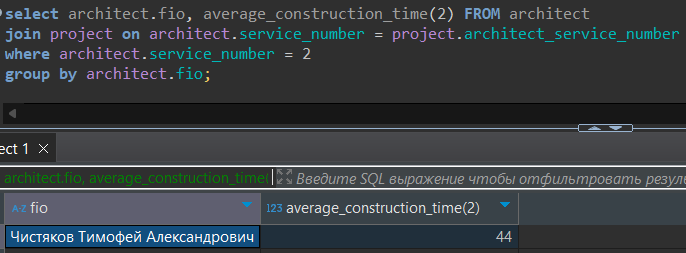 select architect.fio, average_construction_time(2) FROM architect
join project on architect.service_number = project.architect_service_number
where architect.service_number = 2
group by architect.fio;
ect 1 ×
architect.fio, average_construction_time( Введите SQL выражение чтобы отфильтровать резуль
A-Z fio 123 average_construction_time(2)
Чистяков Тимофей Александрович 44